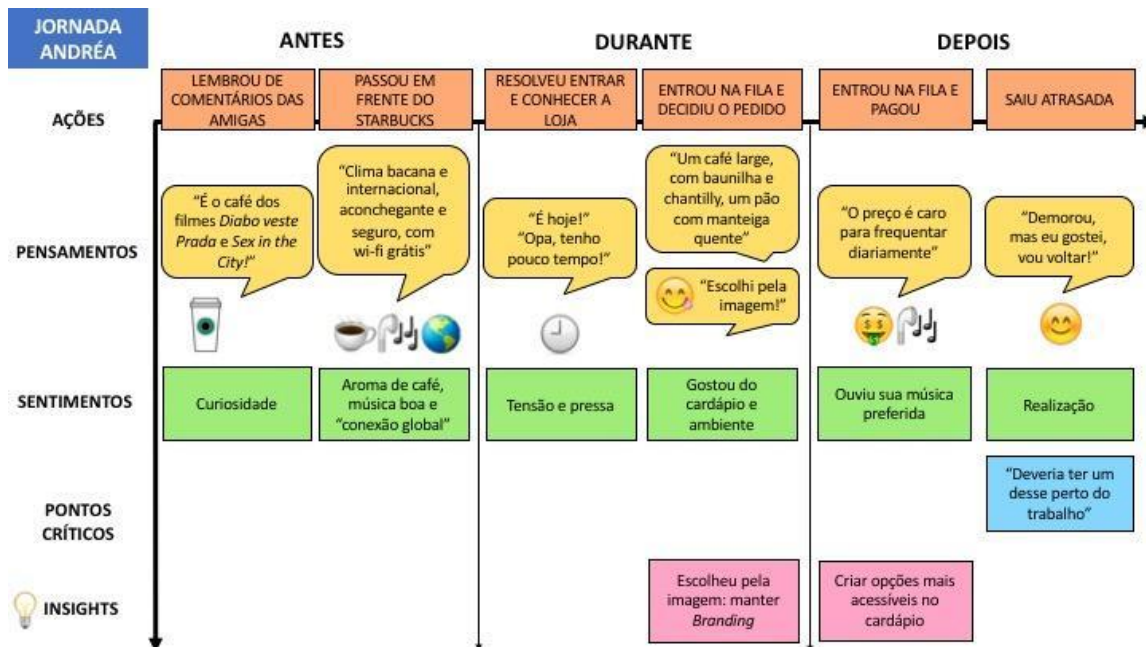 JORNADA
ANDRÉA
ANTES
DURANTE
DEPOIS
AÇÕES
LEMBROU DE
COMENTÁRIOS DAS
AMIGAS
PASSOU EM
FRENTE DO
STARBUCKS
RESOLVEU ENTRAR
E CONHECER A
LOJA
ENTROU NA FILA E
DECIDIU O PEDIDO
ENTROU NA FILA E
PAGOU
SAIU ATRASADA
PENSAMENTOS
“É o café dos
filmes Diabo veste
Prada e Sex in the
City!”
“Clima bacana e
internacional,
aconchegante e
seguro, com
wi-fi grátis”
“É hoje!”
“Opa, tenho
pouco tempo!”
“Um café large,
com baunilha e
chantilly, um pão
com manteiga
quente”
“Escolhi pela
imagem!”
“O preço é caro
para frequentar
diariamente”
“Demorou,
mas eu gostei,
vou voltar!”
SENTIMENTOS
Curiosidade
Aroma de café,
música boa e
“conexão global”
Tensão e pressa
Gostou do
cardápio e
ambiente
Ouviu sua música
preferida
Realização
PONTOS
CRÍTICOS
“Deveria ter um
desse perto do
trabalho”
INSIGHTS
Escolheu pela
imagem: manter
Branding
Criar opções mais
acessíveis no
cardápio